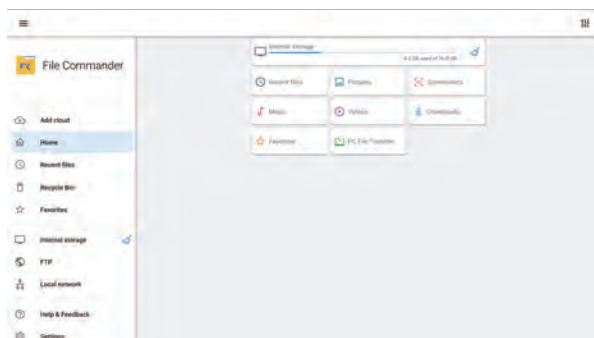 File Commander
Add cloud
Home
Recent files
Recycle Bin
Favorites
Internal storage
FTP
Local network
Help & Feedback
Settings
Internal storage
Recent files
Pictures
Screenshots
Music
Videos
Downloads
Favorites
PC File Transfer